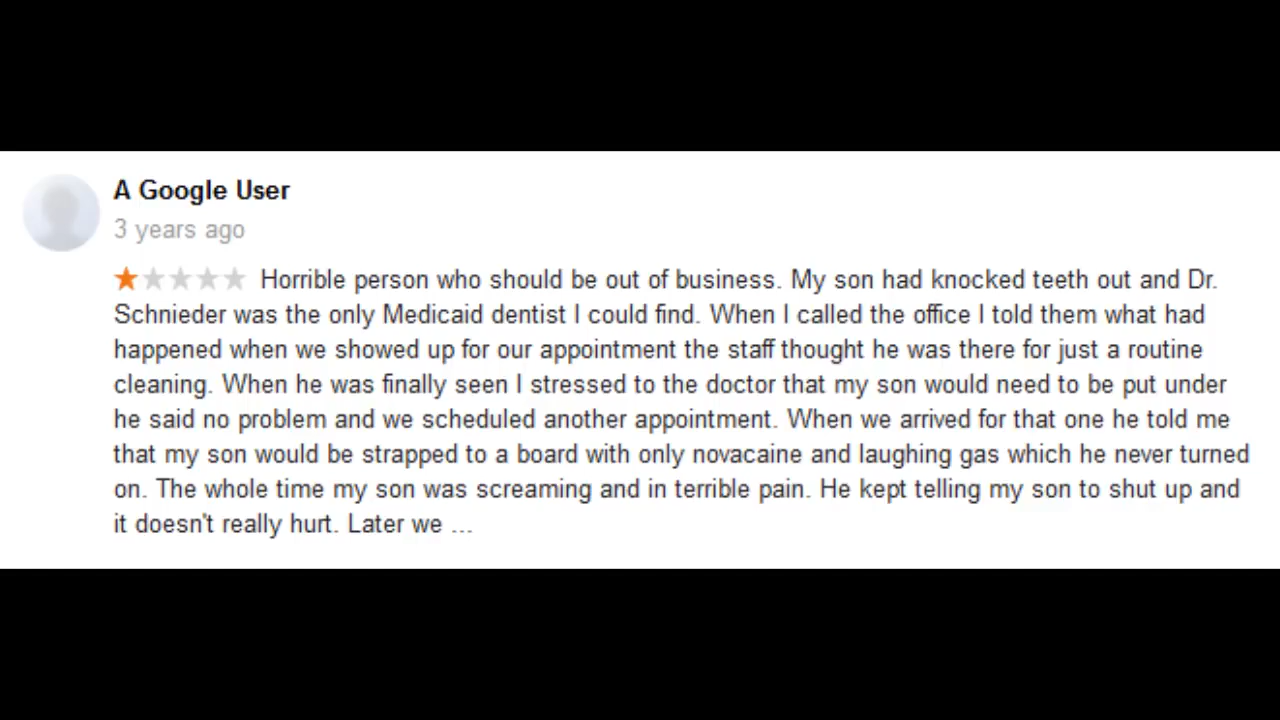 A Google User
3 years ago
Horrible person who should be out of business. My son had knocked teeth out and Dr.
Schnieder was the only Medicaid dentist I could find. When I called the office I told them what had
happened when we showed up for our appointment the staff thought he was there for just a routine
cleaning. When he was finally seen I stressed to the doctor that my son would need to be put under
he said no problem and we scheduled another appointment. When we arrived for that one he told me
that my son would be strapped to a board with only novacaine and laughing gas which he never turned
on. The whole time my son was screaming and in terrible pain. He kept telling my son to shut up and
it doesn't really hurt. Later we ...